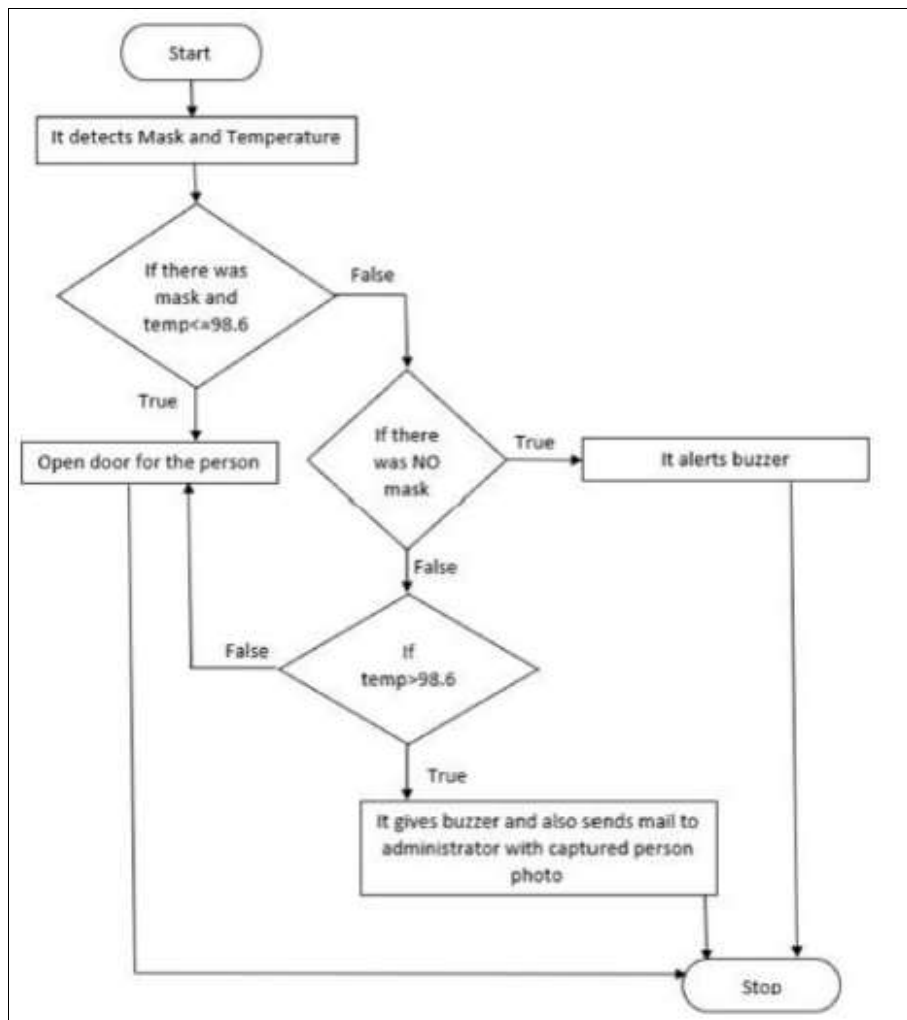 Start
It detects Mask and Temperature
If there was
mask and
temp<=98.6
False
True
Open door for the person
If there
was NO
mask
True
It alerts buzzer
False
If
temp>98.6
False
True
It gives buzzer and also sends mail to
administrator with captured person
photo
Stop